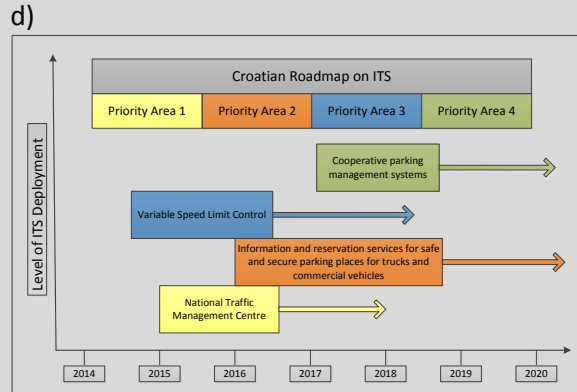 d)
Croatian Roadmap on ITS
Priority Area 1
Priority Area 2
Priority Area 3
Priority Area 4
Cooperative parking
management systems
Variable Speed Limit Control
Information and reservation services for safe
and secure parking places for trucks and
commercial vehicles
National Traffic
Management Centre
Level of ITS Deployment
2014
2015
2016
2017
2018
2019
2020